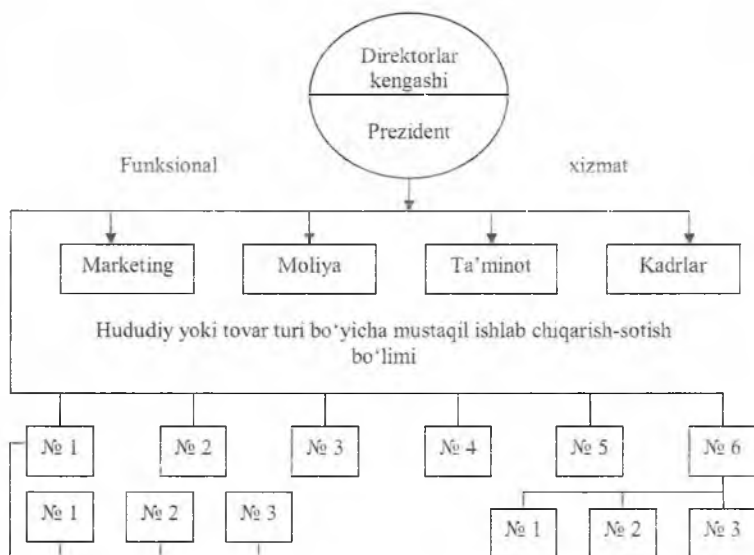 Direktorlar
kengashi
Prezident
Funksional xizmat
Marketing Moliya Ta’minot Kadrlar
Hududiy yoki tovar turi bo‘yicha mustaqil ishlab chiqarish-sotish
bo‘limi
№ 1 № 2 № 3 № 4 № 5 № 6
№ 1 № 2 № 3
№ 1 № 2 № 3